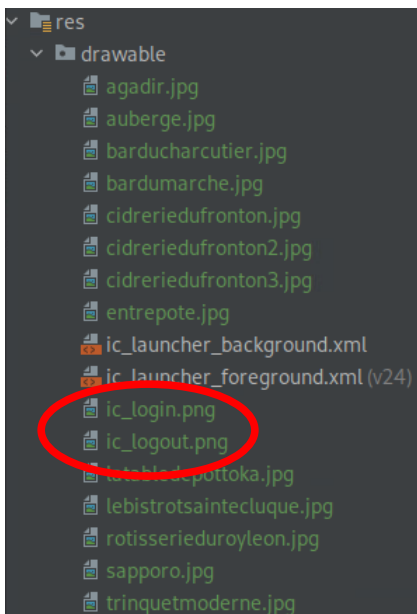 res
drawable
agadir.jpg
auberge.jpg
barducharcutier.jpg
bardumarche.jpg
cidreriedufronton.jpg
cidreriedufronton2.jpg
cidreriedufronton3.jpg
entrepote.jpg
ic_launcher_background.xml
ic_launcher_foreground.xml (v24)
ic_login.png
ic_logout.png
latabledepottoka.jpg
lebistrotsaintecluque.jpg
rotisserieduroyleon.jpg
sapporo.jpg
trinquetmoderne.jpg